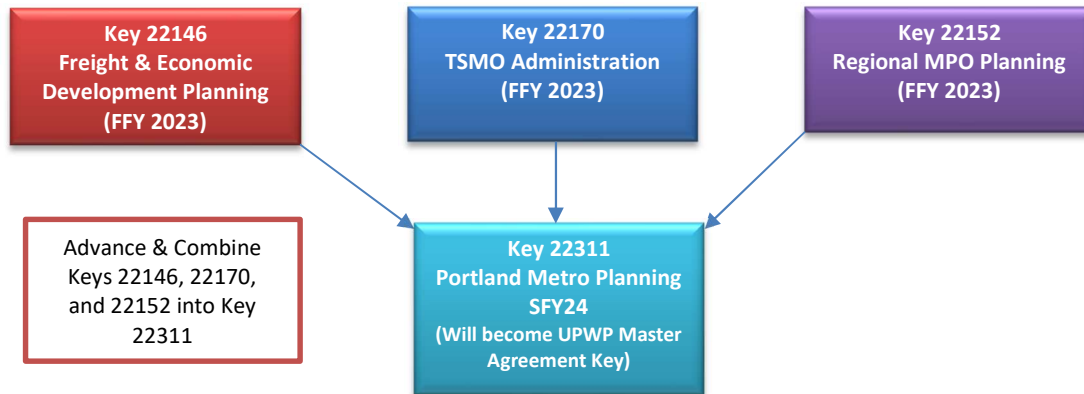 Key 22146
Freight & Economic
Development Planning
(FFY 2023)
Key 22170
TSMO Administration
(FFY 2023)
Key 22152
Regional MPO Planning
(FFY 2023)
Advance & Combine
Keys 22146, 22170,
and 22152 into Key
22311
Key 22311
Portland Metro Planning
SFY24
(Will become UPWP Master
Agreement Key)